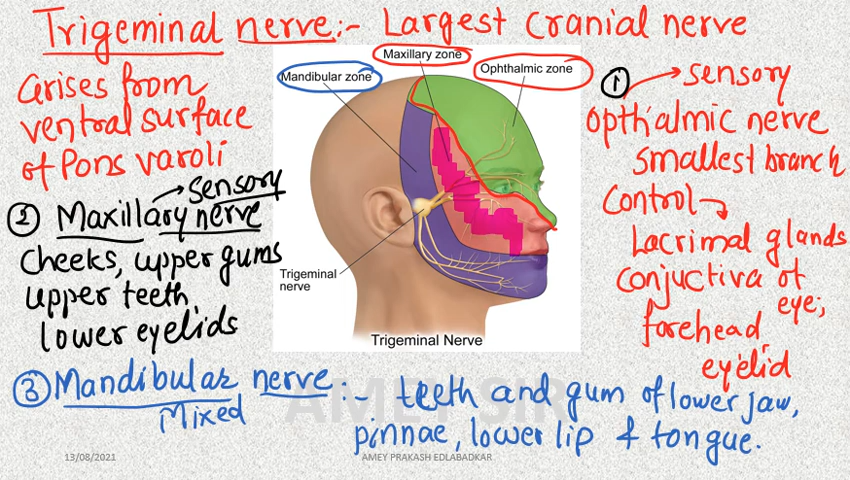 Trigeminal nerve:- Largest cranial nerve
Arises from
ventral surface
of Pons varoli
Maxillary zone
Mandibular zone
Ophthalmic zone
① → sensory
Opthalmic nerve
smallest branch
Control →
Lacrimal glands
Conjuctiva of
eye;
forehead,
eyelid
→ sensory
② Maxillary nerve
Cheeks, upper gums
upper teeth,
lower eyelids
Trigeminal
nerve
Trigeminal Nerve
③ Mandibular nerve :- teeth and gum of lower jaw,
Mixed
pinnae, lower lip & tongue.
AMEY SIR
13/08/2021
AMEY PRAKASH EDLABADKAR